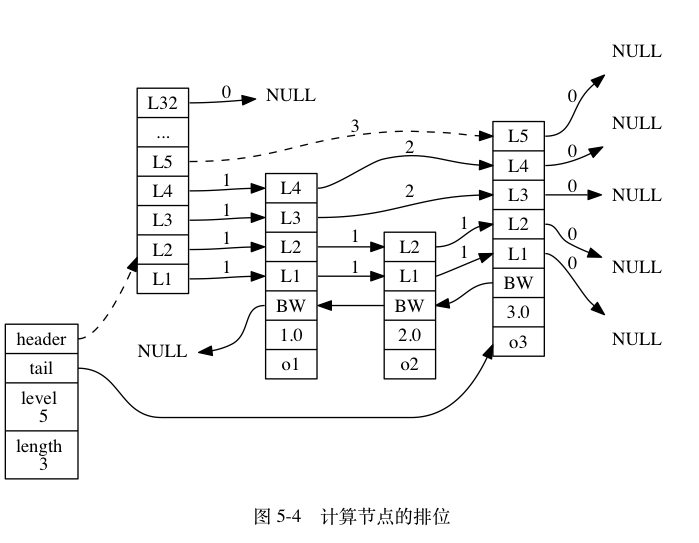 NULL
0
L32
0
NULL
...
L5
3
L5
NULL
L4
1
L4
2
L4
0
L3
1
L3
2
L3
0
NULL
L2
1
L2
1
L2
1
L2
0
L1
1
L1
1
L1
1
L1
0
NULL
BW
BW
BW
1.0
2.0
3.0
o1
o2
o3
NULL
NULL
header
tail
level
5
length
3
图 5-4 计算节点的排位